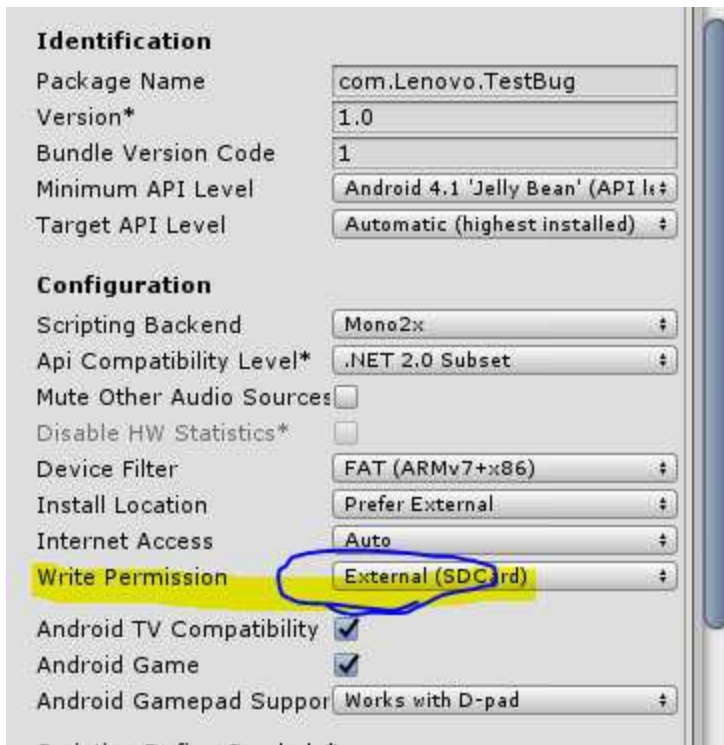 Identification
Package Name com.Lenovo.TestBug
Version* 1.0
Bundle Version Code 1
Minimum API Level Android 4.1 'Jelly Bean' (API le
Target API Level Automatic (highest installed)
Configuration
Scripting Backend Mono2x
Api Compatibility Level* .NET 2.0 Subset
Mute Other Audio Sources
Disable HW Statistics*
Device Filter FAT (ARMv7+x86)
Install Location Prefer External
Internet Access Auto
Write Permission External (SDCard)
Android TV Compatibility
Android Game
Android Gamepad Suppor Works with D-pad